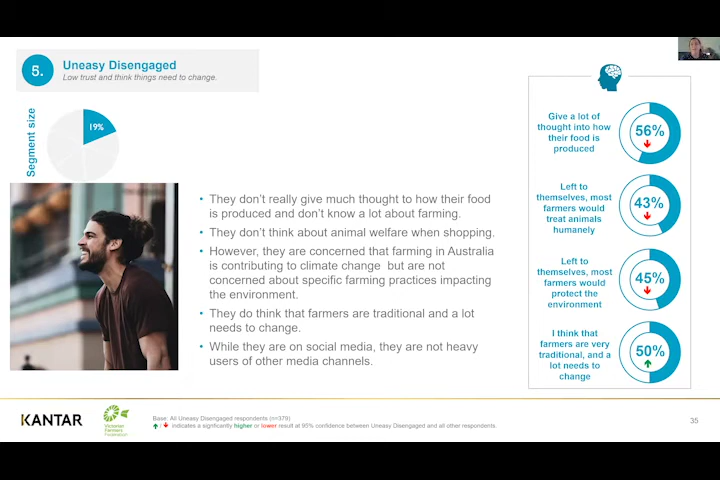 5.
Uneasy Disengaged
Low trust and think things need to change.
Segment size
19%
• They don't really give much thought to how their food
is produced and don't know a lot about farming.
• They don't think about animal welfare when shopping.
• However, they are concerned that farming in Australia
is contributing to climate change but are not
concerned about specific farming practices impacting
the environment.
• They do think that farmers are traditional and a lot
needs to change.
• While they are on social media, they are not heavy
users of other media channels.
Give a lot of
thought into how
their food is
produced
56%
Left to
themselves, most
farmers would
treat animals
humanely
43%
Left to
themselves, most
farmers would
protect the
environment
45%
I think that
farmers are very
traditional, and a
lot needs to
change
50%
KANTAR
Victorian
Farmers
Federation
Base: All Uneasy Disengaged respondents (n=379)
/ indicates a significantly higher or lower result at 95% confidence between Uneasy Disengaged and all other respondents.
35